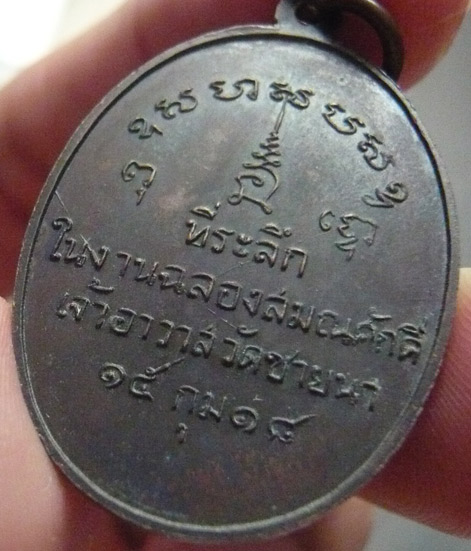 ที่ระลึก
ในงานฉลองสมณศักดิ์
เจ้าอาวาสวัดชายนา
๑๕ กุม ๑๘